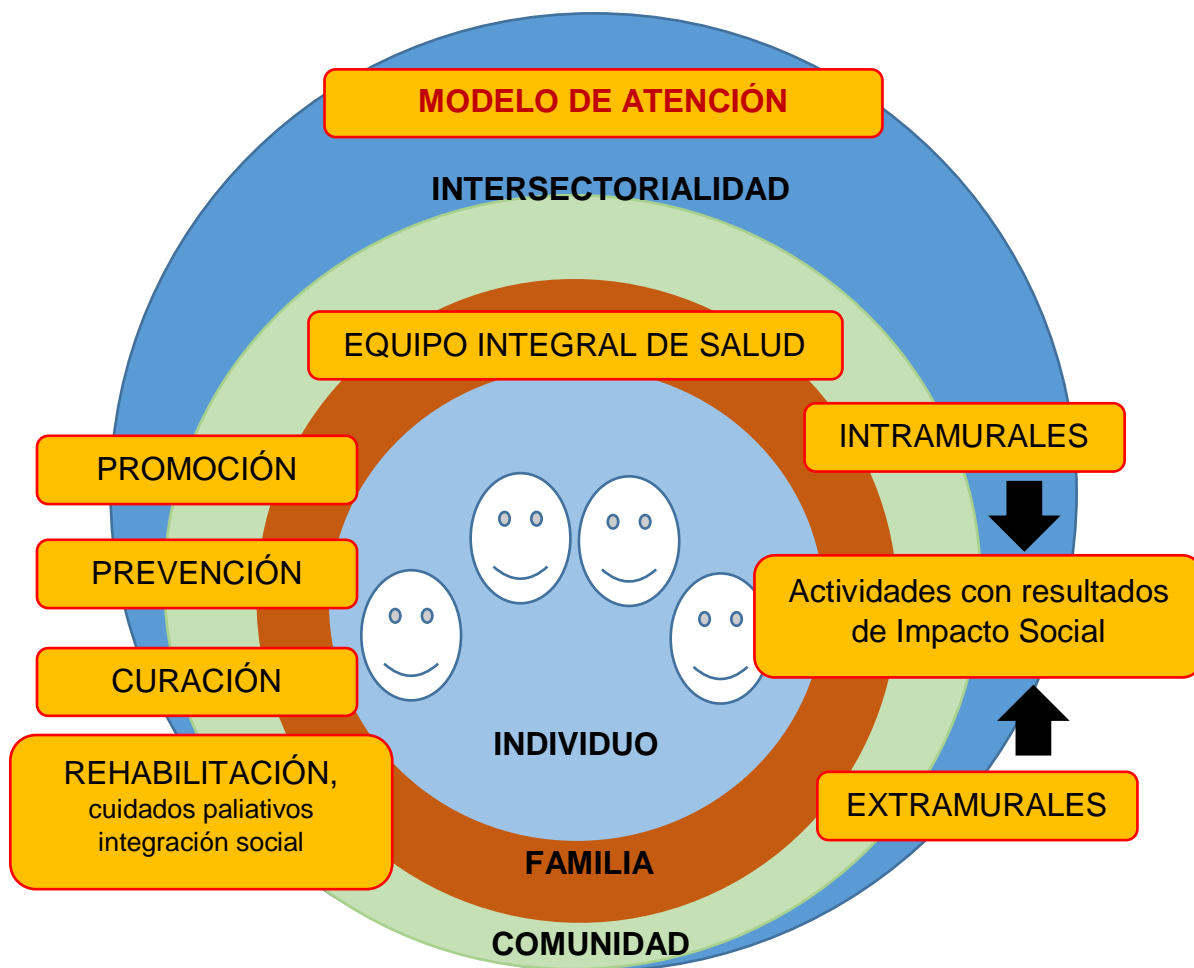 MODELO DE ATENCIÓN
INTERSECTORIALIDAD
EQUIPO INTEGRAL DE SALUD
PROMOCIÓN
PREVENCIÓN
CURACIÓN
REHABILITACIÓN,
cuidados paliativos
integración social
INTRAMURALES
Actividades con resultados
de Impacto Social
EXTRAMURALES
INDIVIDUO
FAMILIA
COMUNIDAD